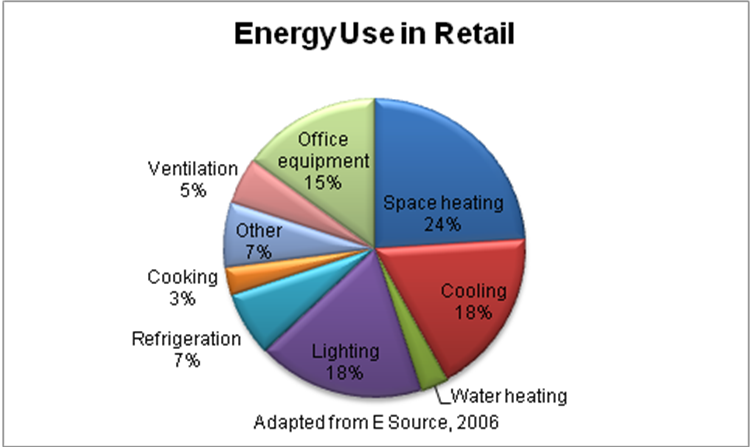 Energy Use in Retail
Office
equipment
15%
Space heating
24%
Cooling
18%
Water heating
Lighting
18%
Refrigeration
7%
Cooking
3%
Other
7%
Ventilation
5%
Adapted from E Source, 2006